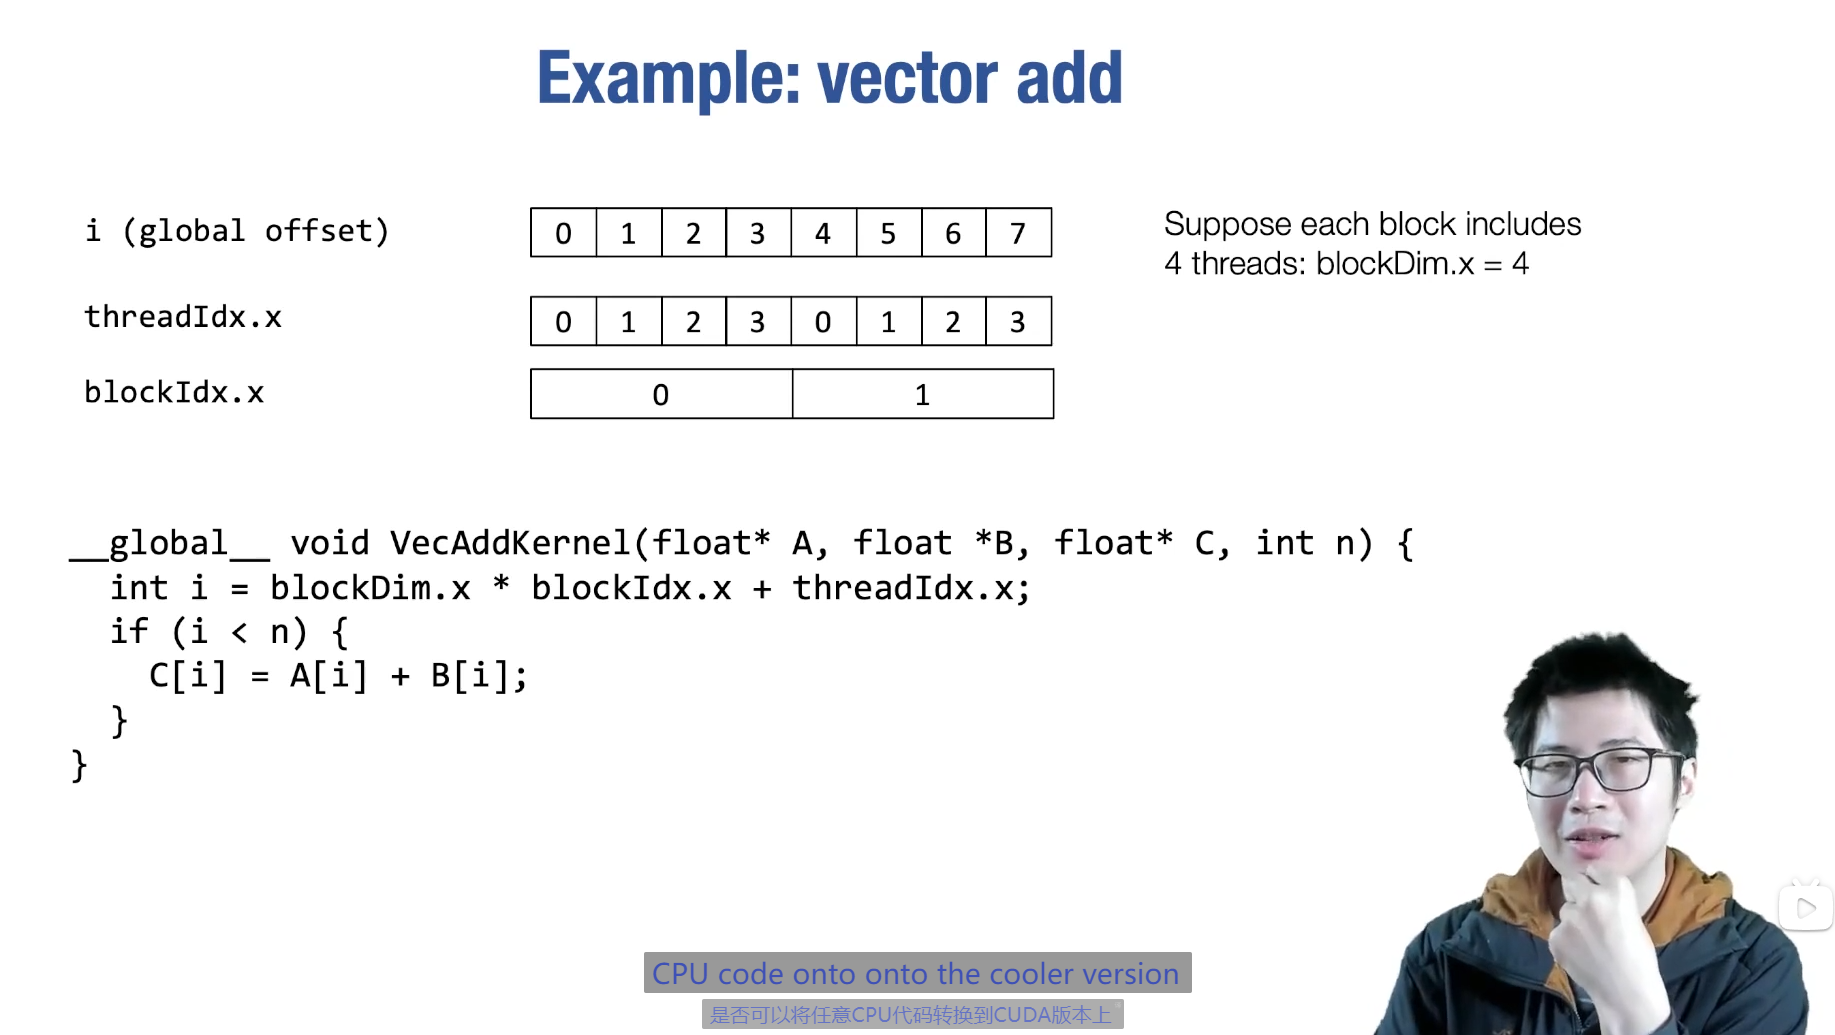 Example: vector add
i (global offset)
0 1 2 3 4 5 6 7
Suppose each block includes
4 threads: blockDim.x = 4
threadIdx.x
0 1 2 3 0 1 2 3
blockIdx.x
0 1
__global__ void VecAddKernel(float* A, float *B, float* C, int n) {
  int i = blockDim.x * blockIdx.x + threadIdx.x;
  if (i < n) {
    C[i] = A[i] + B[i];
  }
}
CPU code onto onto the cooler version
是否可以将任意CPU代码转换到CUDA版本上